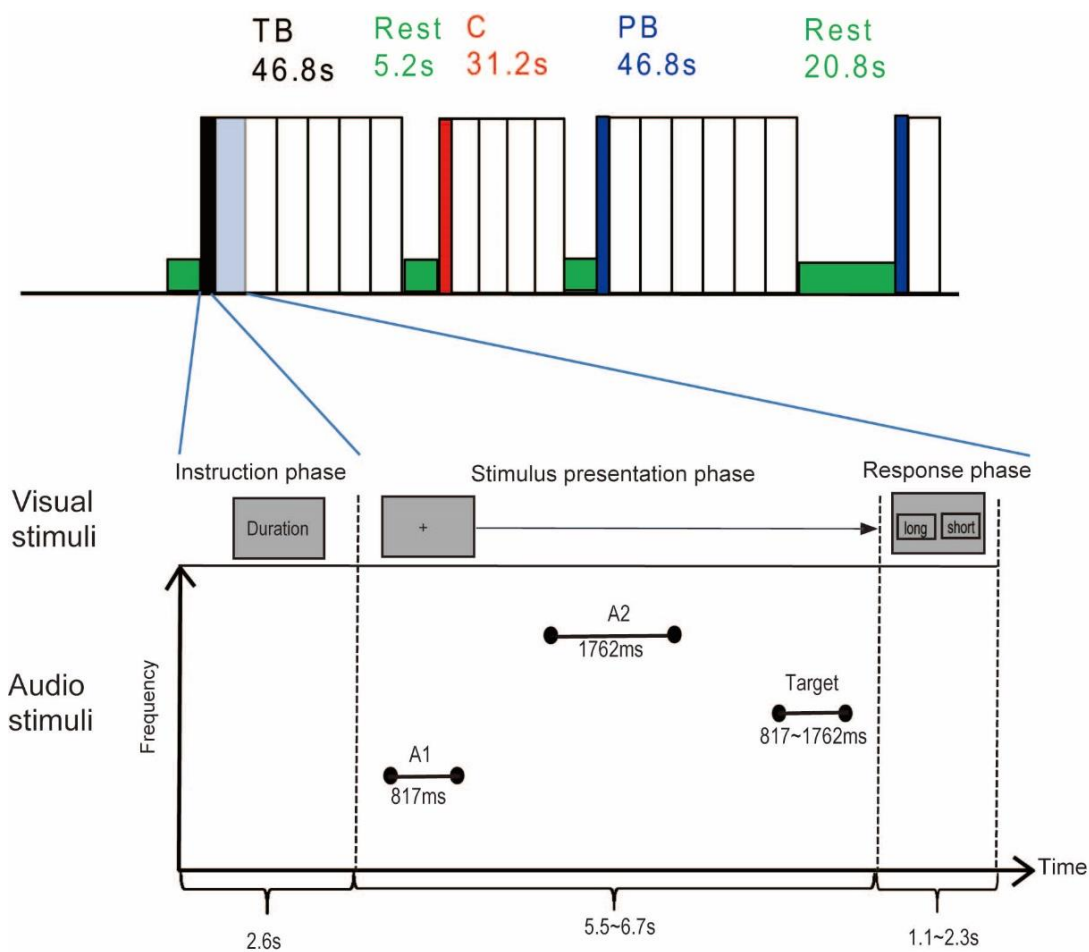 TB
46.8s
Rest
5.2s
C
31.2s
PB
46.8s
Rest
20.8s
Instruction phase
Stimulus presentation phase
Response phase
Visual
stimuli
Duration
+
long
short
Audio
stimuli
Frequency
A2
1762ms
Target
817~1762ms
A1
817ms
Time
2.6s
5.5~6.7s
1.1~2.3s